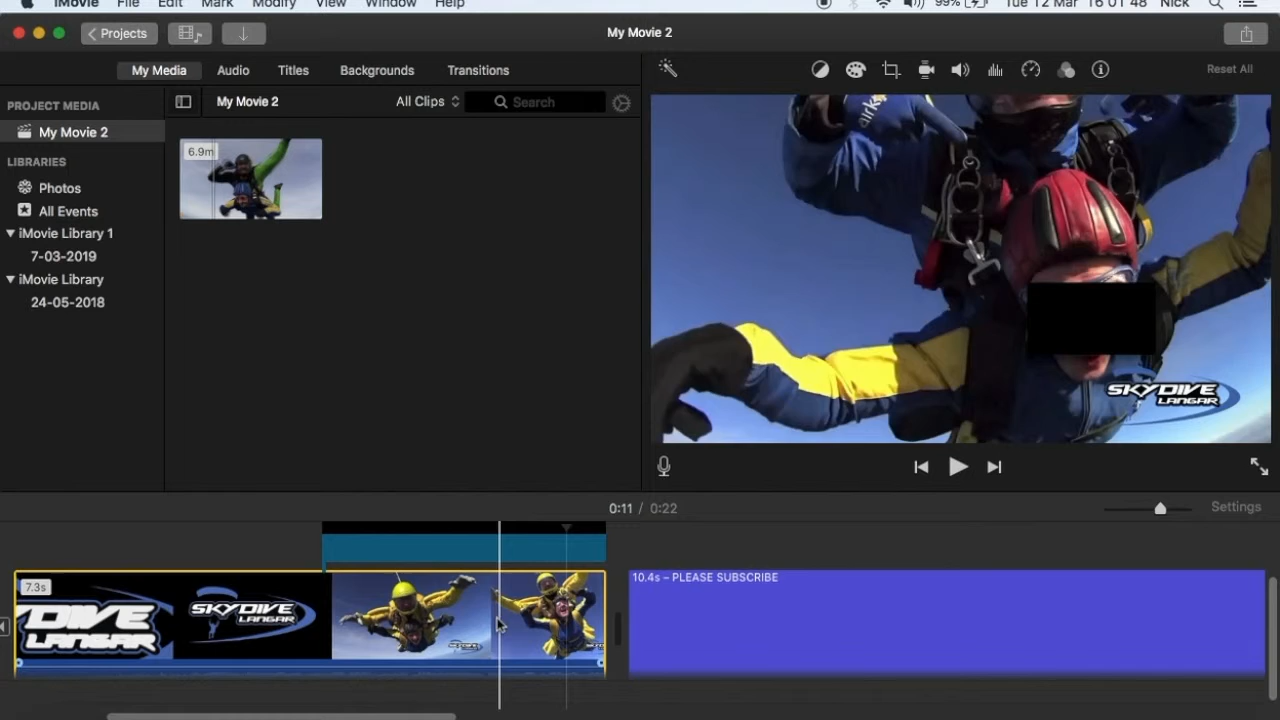 iMovie File Edit Mark Modify View Window Help 99% Tue 12 Mar 16 01 48 Nick
Projects My Movie 2
My Media Audio Titles Backgrounds Transitions Reset All
PROJECT MEDIA My Movie 2 All Clips Search
My Movie 2
LIBRARIES
Photos
All Events
iMovie Library 1
7-03-2019
iMovie Library
24-05-2018
6.9m
airkix
SKYDIVE
LANGAR
0:11 / 0:22 Settings
7.3s
DIVE
LANGAR
SKYDIVE
LANGAR
10.4s – PLEASE SUBSCRIBE